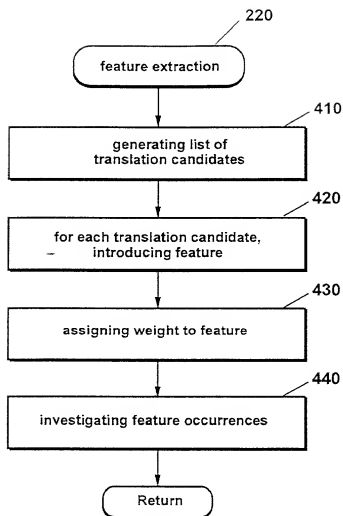 220
feature extraction
410
generating list of
translation candidates
420
for each translation candidate,
introducing feature
430
assigning weight to feature
440
investigating feature occurrences
Return